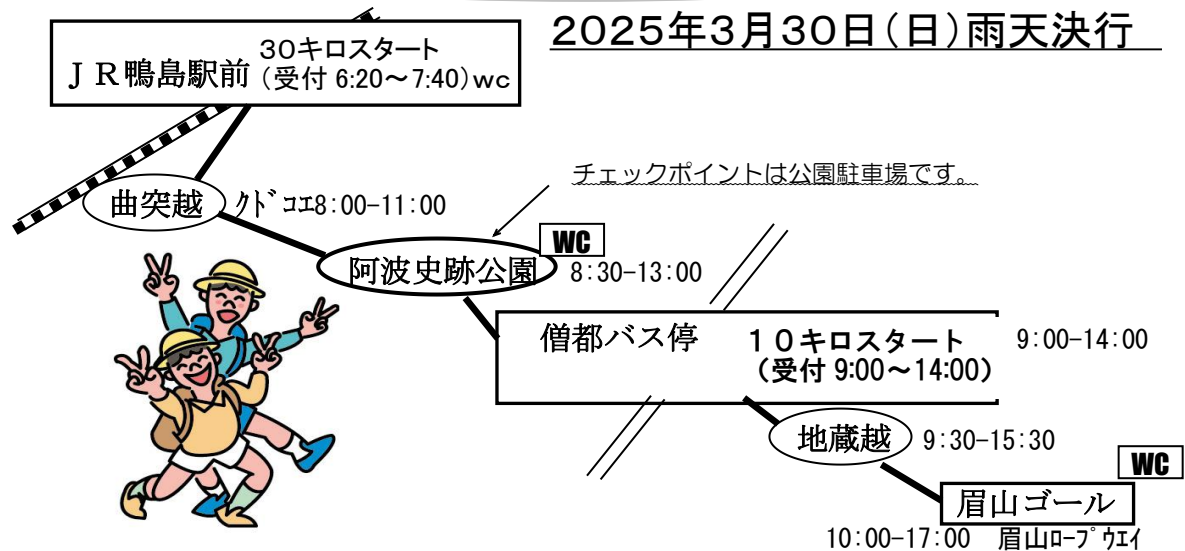 2025年3月30日(日)雨天決行
30キロスタート
JR鴨島駅前 (受付 6:20～7:40)wc
チェックポイントは公園駐車場です。
曲突越 ｸﾄﾞｺｴ8:00-11:00
WC
阿波史跡公園 8:30-13:00
僧都バス停 10キロスタート 9:00-14:00
(受付 9:00～14:00)
地蔵越 9:30-15:30
WC
眉山ゴール
10:00-17:00 眉山ﾛｰﾌﾟｳｴｲ